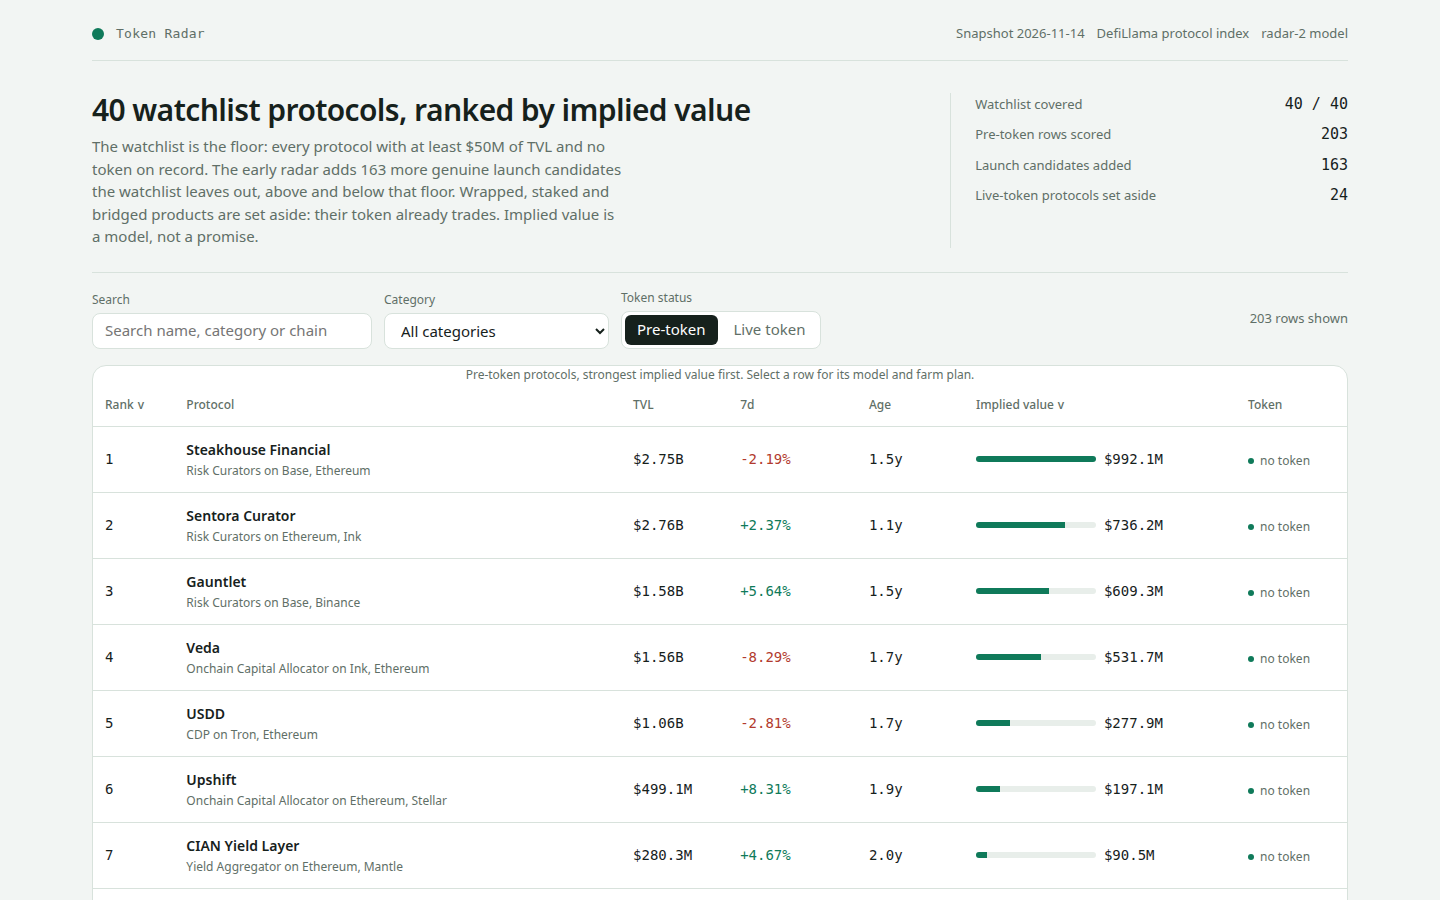 Token Radar
Snapshot 2026-11-14 DefiLlama protocol index radar-2 model
40 watchlist protocols, ranked by implied value
The watchlist is the floor: every protocol with at least $50M of TVL and no
token on record. The early radar adds 163 more genuine launch candidates
the watchlist leaves out, above and below that floor. Wrapped, staked and
bridged products are set aside: their token already trades. Implied value is
a model, not a promise.
Watchlist covered 40 / 40
Pre-token rows scored 203
Launch candidates added 163
Live-token protocols set aside 24
Search Category Token status
Search name, category or chain All categories Pre-token Live token
203 rows shown
Pre-token protocols, strongest implied value first. Select a row for its model and farm plan.
Rank v Protocol TVL 7d Age Implied value v Token
1 Steakhouse Financial $2.75B -2.19% 1.5y $992.1M no token
Risk Curators on Base, Ethereum
2 Sentora Curator $2.76B +2.37% 1.1y $736.2M no token
Risk Curators on Ethereum, Ink
3 Gauntlet $1.58B +5.64% 1.5y $609.3M no token
Risk Curators on Base, Binance
4 Veda $1.56B -8.29% 1.7y $531.7M no token
Onchain Capital Allocator on Ink, Ethereum
5 USDD $1.06B -2.81% 1.7y $277.9M no token
CDP on Tron, Ethereum
6 Upshift $499.1M +8.31% 1.9y $197.1M no token
Onchain Capital Allocator on Ethereum, Stellar
7 CIAN Yield Layer $280.3M +4.67% 2.0y $90.5M no token
Yield Aggregator on Ethereum, Mantle